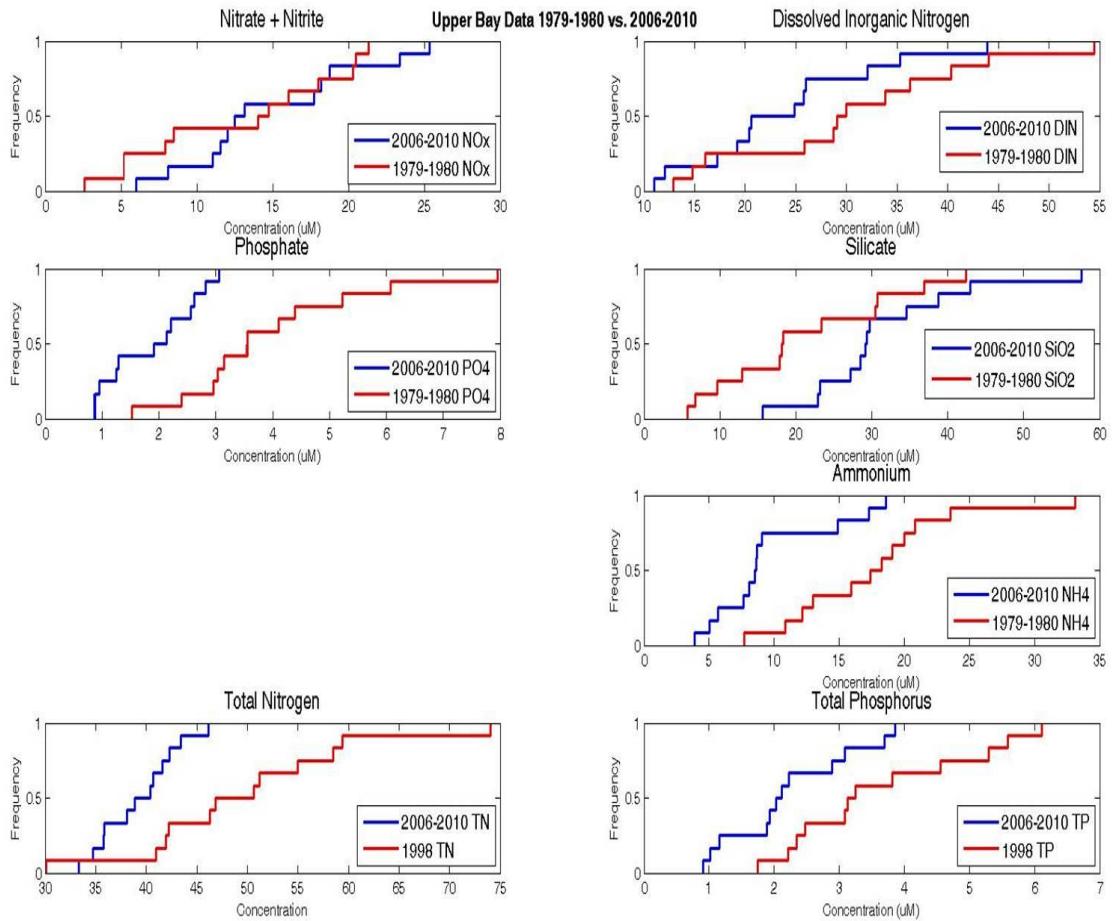 Nitrate + Nitrite
Upper Bay Data 1979-1980 vs. 2006-2010
Dissolved Inorganic Nitrogen
Frequency
1
0.5
0
2006-2010 NOx
1979-1980 NOx
0 5 10 15 20 25 30
Concentration (uM)
Frequency
1
0.5
0
2006-2010 DIN
1979-1980 DIN
10 15 20 25 30 35 40 45 50 55
Concentration (uM)
Phosphate
Frequency
1
0.5
0
2006-2010 PO4
1979-1980 PO4
0 1 2 3 4 5 6 7 8
Concentration (uM)
Silicate
Frequency
1
0.5
0
2006-2010 SiO2
1979-1980 SiO2
0 10 20 30 40 50 60
Concentration (uM)
Ammonium
Frequency
1
0.5
0
2006-2010 NH4
1979-1980 NH4
0 5 10 15 20 25 30 35
Concentration (uM)
Total Nitrogen
Frequency
1
0.5
0
2006-2010 TN
1998 TN
30 35 40 45 50 55 60 65 70 75
Concentration
Total Phosphorus
Frequency
1
0.5
0
2006-2010 TP
1998 TP
0 1 2 3 4 5 6 7
Concentration (uM)